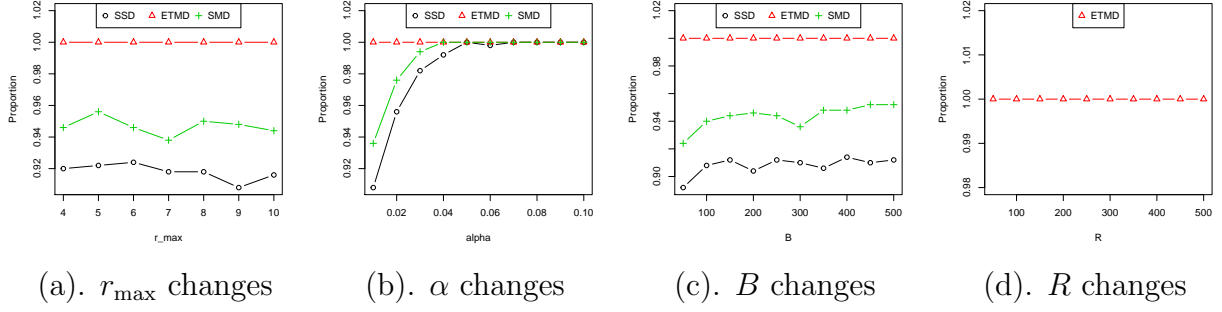 SSD ETMD SMD
Proportion
0.92 0.94 0.96 0.98 1.00 1.02
4 5 6 7 8 9 10
r_max
(a). r_max changes
SSD ETMD SMD
Proportion
0.92 0.94 0.96 0.98 1.00 1.02
0.02 0.04 0.06 0.08 0.10
alpha
(b). α changes
SSD ETMD SMD
Proportion
0.90 0.94 0.98 1.02
100 200 300 400 500
B
(c). B changes
ETMD
Proportion
0.98 0.99 1.00 1.01 1.02
100 200 300 400 500
R
(d). R changes